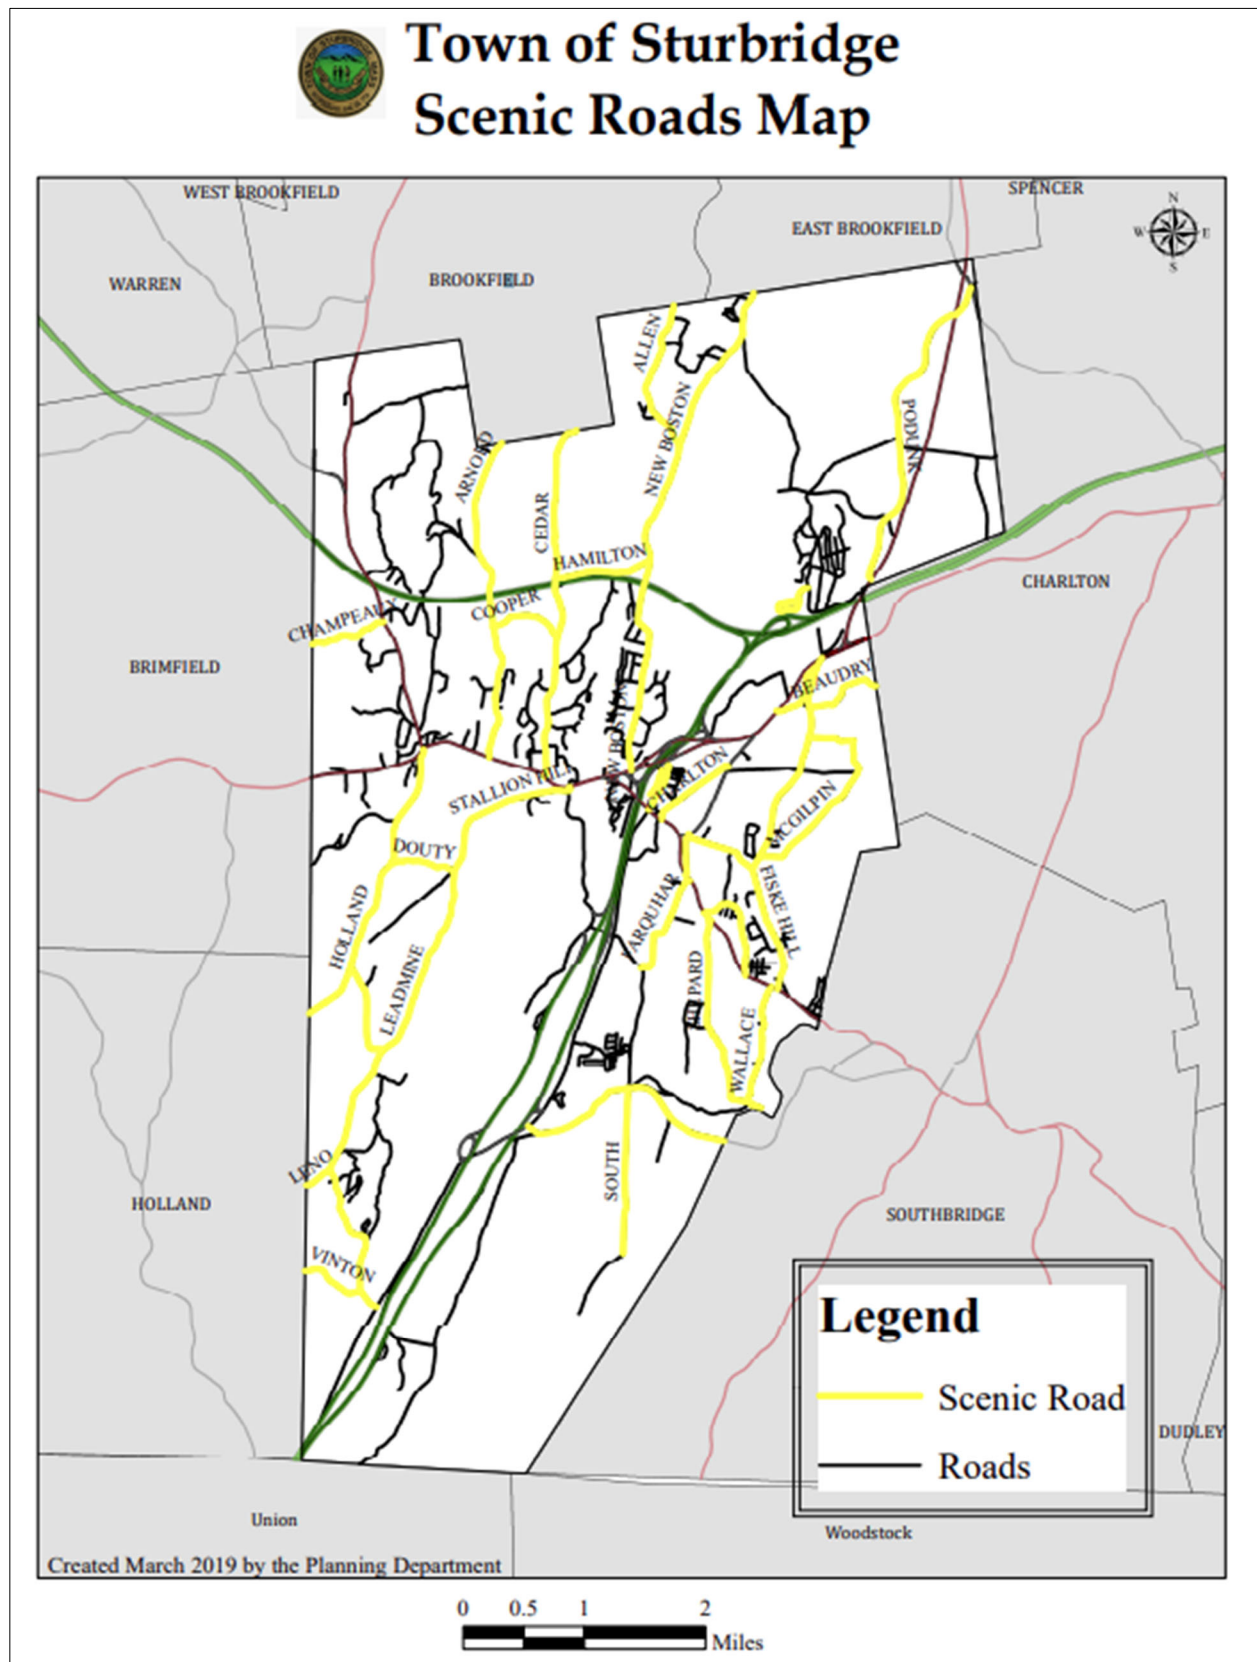 Town of Sturbridge
Scenic Roads Map
WEST BROOKFIELD
SPENCER
EAST BROOKFIELD
N
W
E
S
WARREN
BROOKFIELD
ALLEN
NEW BOSTON
PODUNK
ARNOLD
CEDAR
HAMILTON
CHARLTON
COOPER
CHAMPEAUX
BRIMFIELD
BEAUDRY
NEW BOSTON
STALLION HILL
CHARLTON
MCGILPIN
DOUTY
FISKE HILL
FARQUHAR
HOLLAND
LEADMINE
WALLACE
LENO
SOUTH
HOLLAND
SOUTHBRIDGE
VINTON
Legend
Scenic Road
Roads
DUDLEY
Union
Woodstock
Created March 2019 by the Planning Department
0 0.5 1 2
Miles